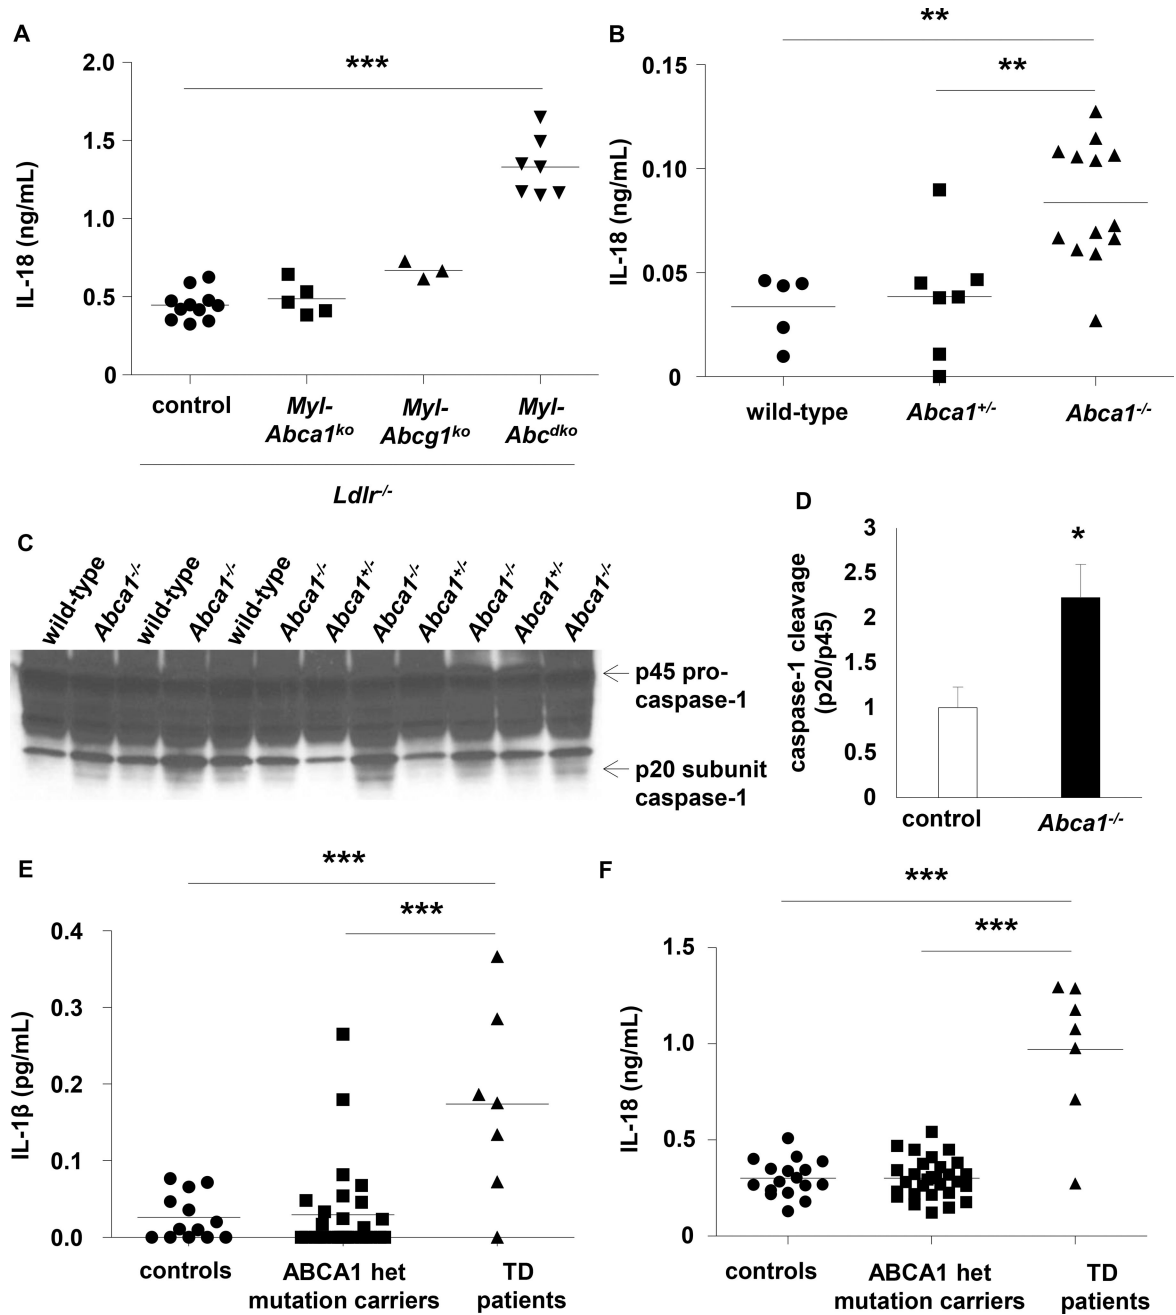 A
***
2.0
1.5
1.0
0.5
0
IL-18 (ng/mL)
control
Myl-
Abca1ko
Myl-
Abcg1ko
Myl-
Abcdko
Ldlr-/-
B
**
**
0.15
0.10
0.05
0
IL-18 (ng/mL)
wild-type
Abca1+/-
Abca1-/-
C
wild-type
Abca1-/-
wild-type
Abca1-/-
wild-type
Abca1-/-
Abca1+/-
Abca1-/-
Abca1+/-
Abca1-/-
Abca1+/-
Abca1-/-
p45 pro-
caspase-1
p20 subunit
caspase-1
D
*
3
2.5
2
1.5
1
0.5
0
caspase-1 cleavage
(p20/p45)
control
Abca1-/-
E
***
***
0.4
0.3
0.2
0.1
0.0
IL-1β (pg/mL)
controls
ABCA1 het
mutation carriers
TD
patients
F
***
***
1.5
1.0
0.5
0
IL-18 (ng/mL)
controls
ABCA1 het
mutation carriers
TD
patients